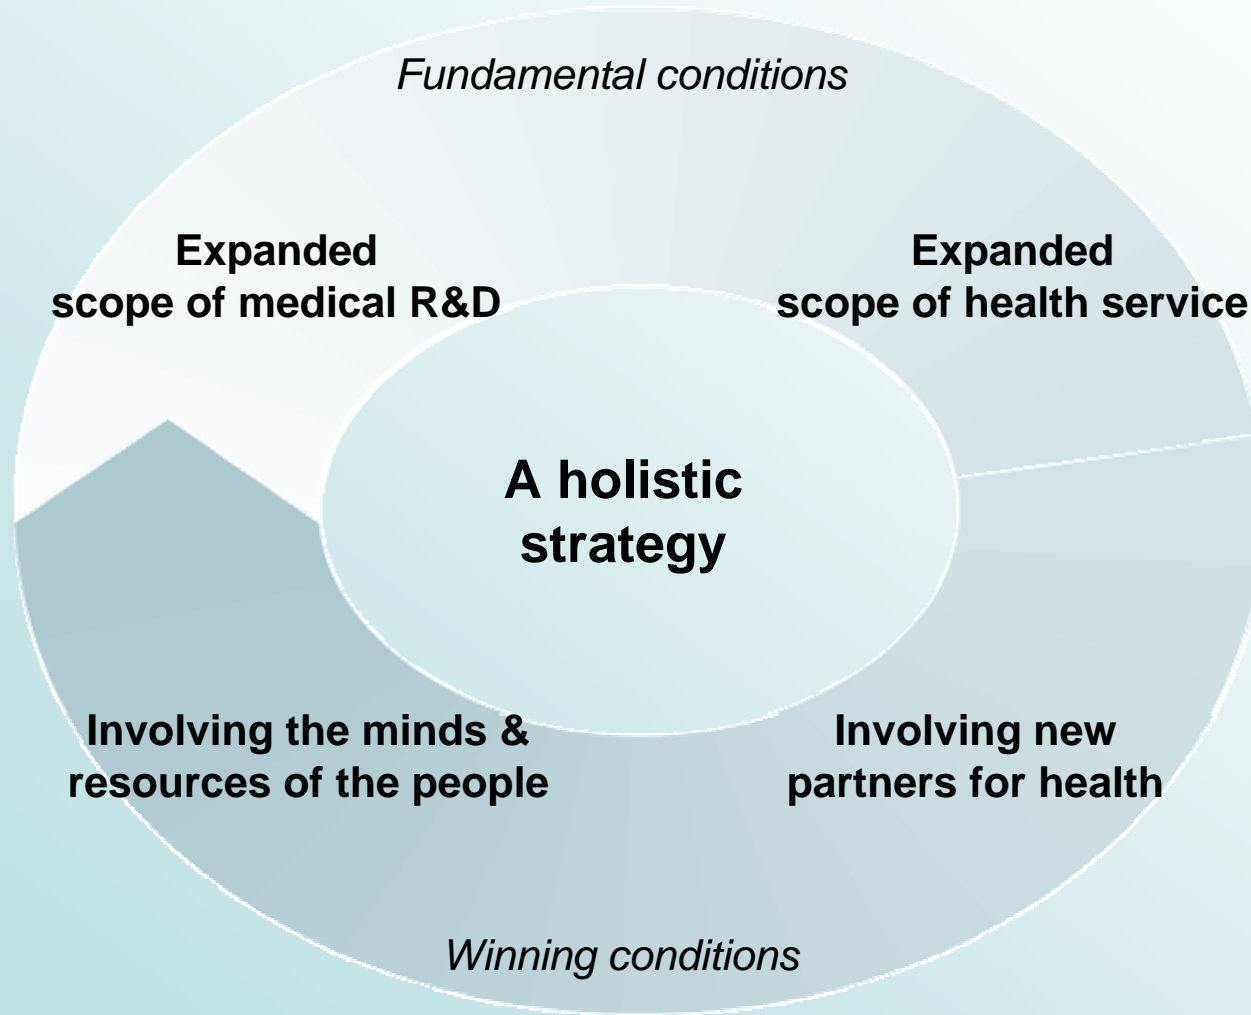 Fundamental conditions
Expanded
scope of medical R&D
Expanded
scope of health service
A holistic
strategy
Involving the minds &
resources of the people
Involving new
partners for health
Winning conditions